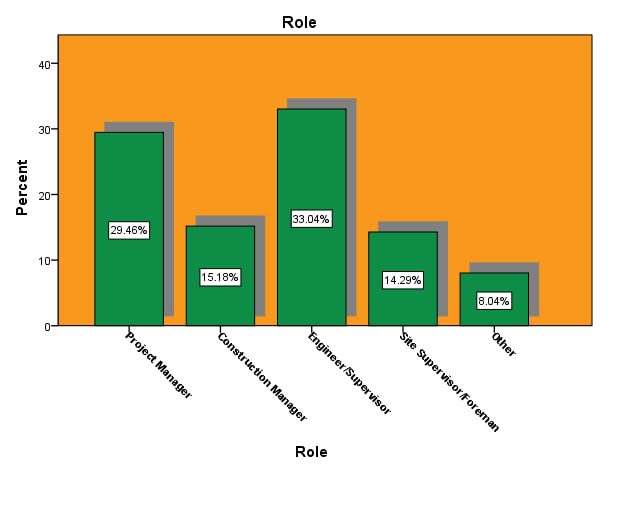 Role
Percent
40
30
20
10
0
29.46%
15.18%
33.04%
14.29%
8.04%
Project Manager
Construction Manager
Engineer/Supervisor
Site Supervisor/Foreman
Other
Role